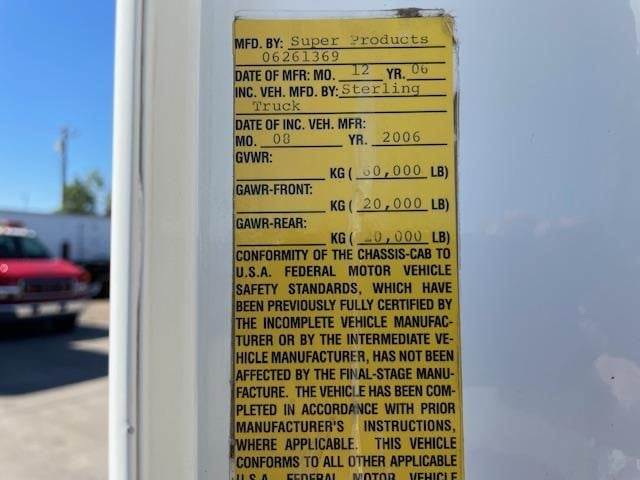 MFD. BY: Super Products
06261369
DATE OF MFR: MO. 12 YR. 06
INC. VEH. MFD. BY: Sterling
Truck
DATE OF INC. VEH. MFR:
MO. 08 YR. 2006
GVWR:
KG ( 60,000 LB)
GAWR-FRONT:
KG ( 20,000 LB)
GAWR-REAR:
KG ( 20,000 LB)
CONFORMITY OF THE CHASSIS-CAB TO
U.S.A. FEDERAL MOTOR VEHICLE
SAFETY STANDARDS, WHICH HAVE
BEEN PREVIOUSLY FULLY CERTIFIED BY
THE INCOMPLETE VEHICLE MANUFAC-
TURER OR BY THE INTERMEDIATE VE-
HICLE MANUFACTURER, HAS NOT BEEN
AFFECTED BY THE FINAL-STAGE MANU-
FACTURE. THE VEHICLE HAS BEEN COM-
PLETED IN ACCORDANCE WITH PRIOR
MANUFACTURER'S INSTRUCTIONS,
WHERE APPLICABLE. THIS VEHICLE
CONFORMS TO ALL OTHER APPLICABLE
U.S.A. FEDERAL MOTOR VEHICLE